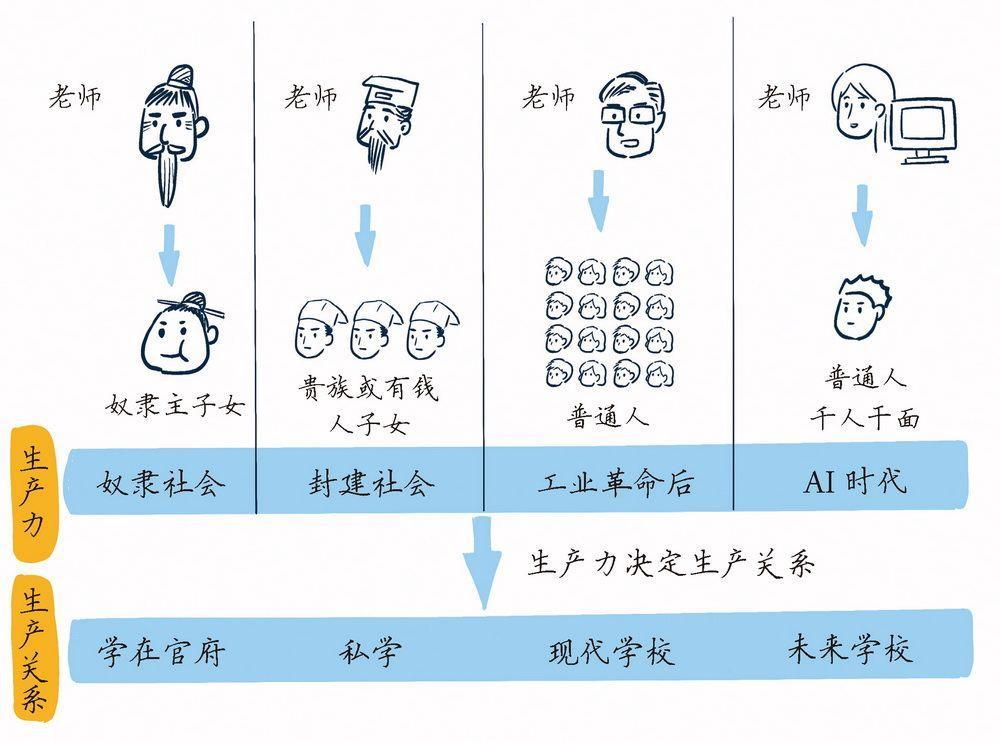 老师
老师
老师
老师
奴隶主子女
贵族或有钱
人子女
普通人
普通人
千人千面
生产力
奴隶社会
封建社会
工业革命后
AI 时代
生产力决定生产关系
生产关系
学在官府
私学
现代学校
未来学校